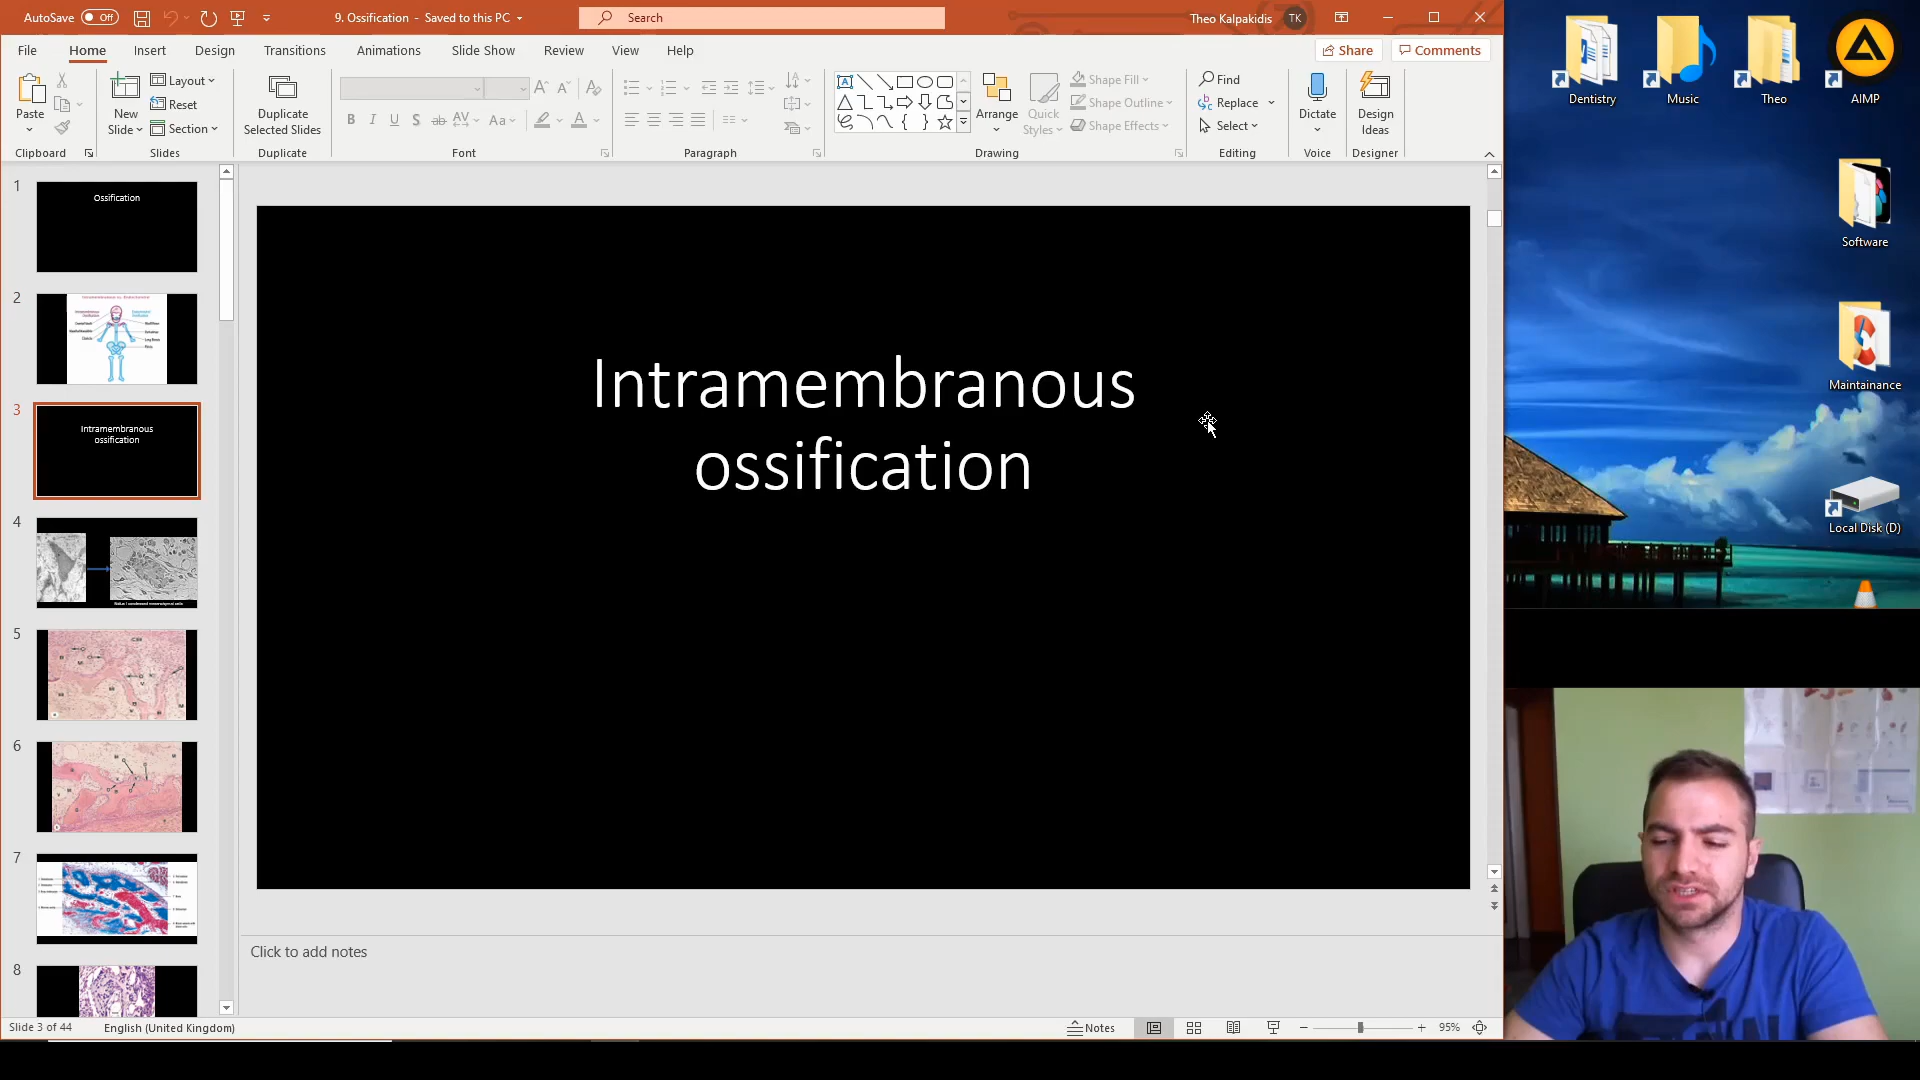 AutoSave Off
9. Ossification - Saved to this PC
Search
Theo Kalpakidis TK
File Home Insert Design Transitions Animations Slide Show Review View Help
Share Comments
Paste
Clipboard
New Slide
Layout
Reset
Section
Slides
Duplicate Selected Slides
Duplicate
B I U S ab AV Aa A
Font
Paragraph
Arrange
Quick Styles
Shape Fill
Shape Outline
Shape Effects
Drawing
Find
Replace
Select
Editing
Dictate
Voice
Design Ideas
Designer
1
Ossification
2
3
Intramembranous
ossification
4
5
6
7
8
Intramembranous
ossification
Click to add notes
Slide 3 of 44 English (United Kingdom)
Notes 95%
Dentistry
Music
Theo
AIMP
Software
Maintainance
Local Disk (D)